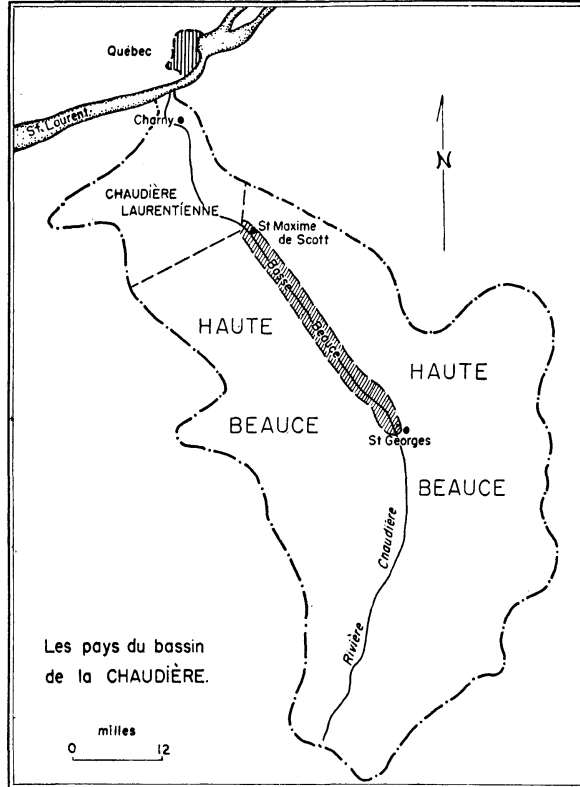 Québec
St. Laurent
Charny
N
CHAUDIÈRE
LAURENTIENNE
St Maxime
de Scott
Basse Beauce
HAUTE
BEAUCE
HAUTE
BEAUCE
St Georges
Rivière Chaudière
Les pays du bassin
de la CHAUDIÈRE.
milles
0 12